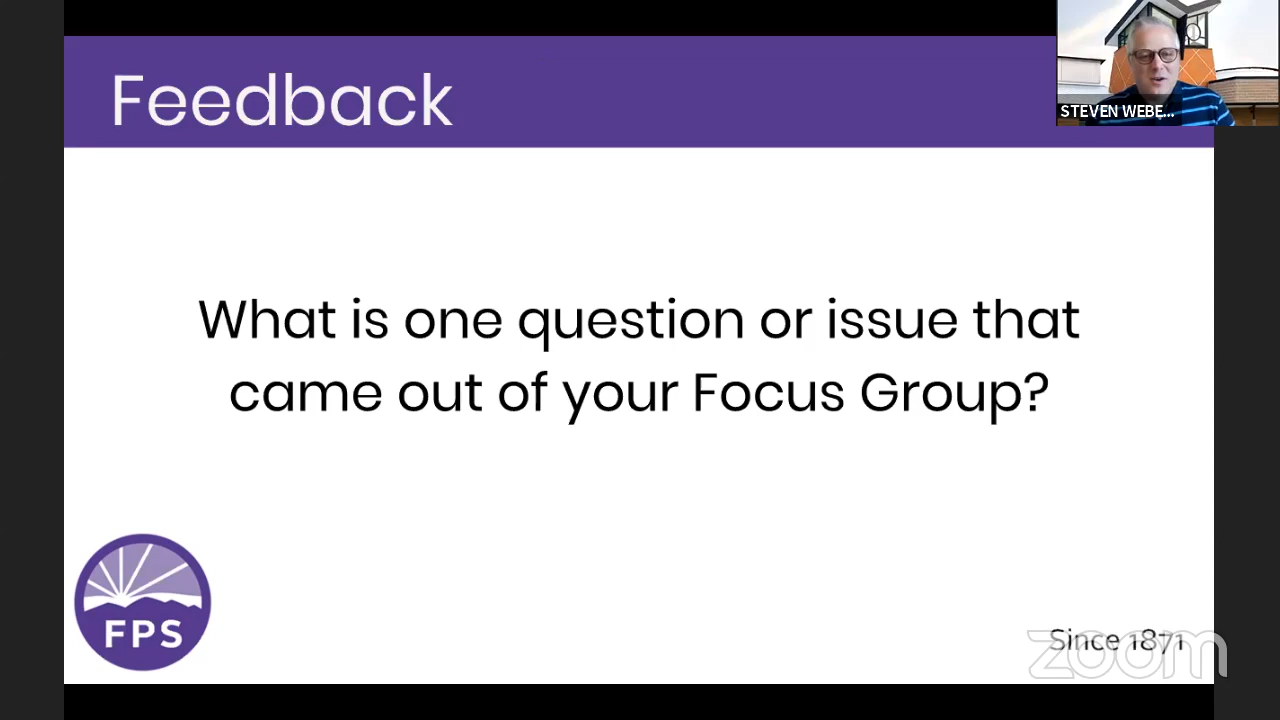 Feedback
STEVEN WEBE...
What is one question or issue that
came out of your Focus Group?
FPS
Since 1871
zoom